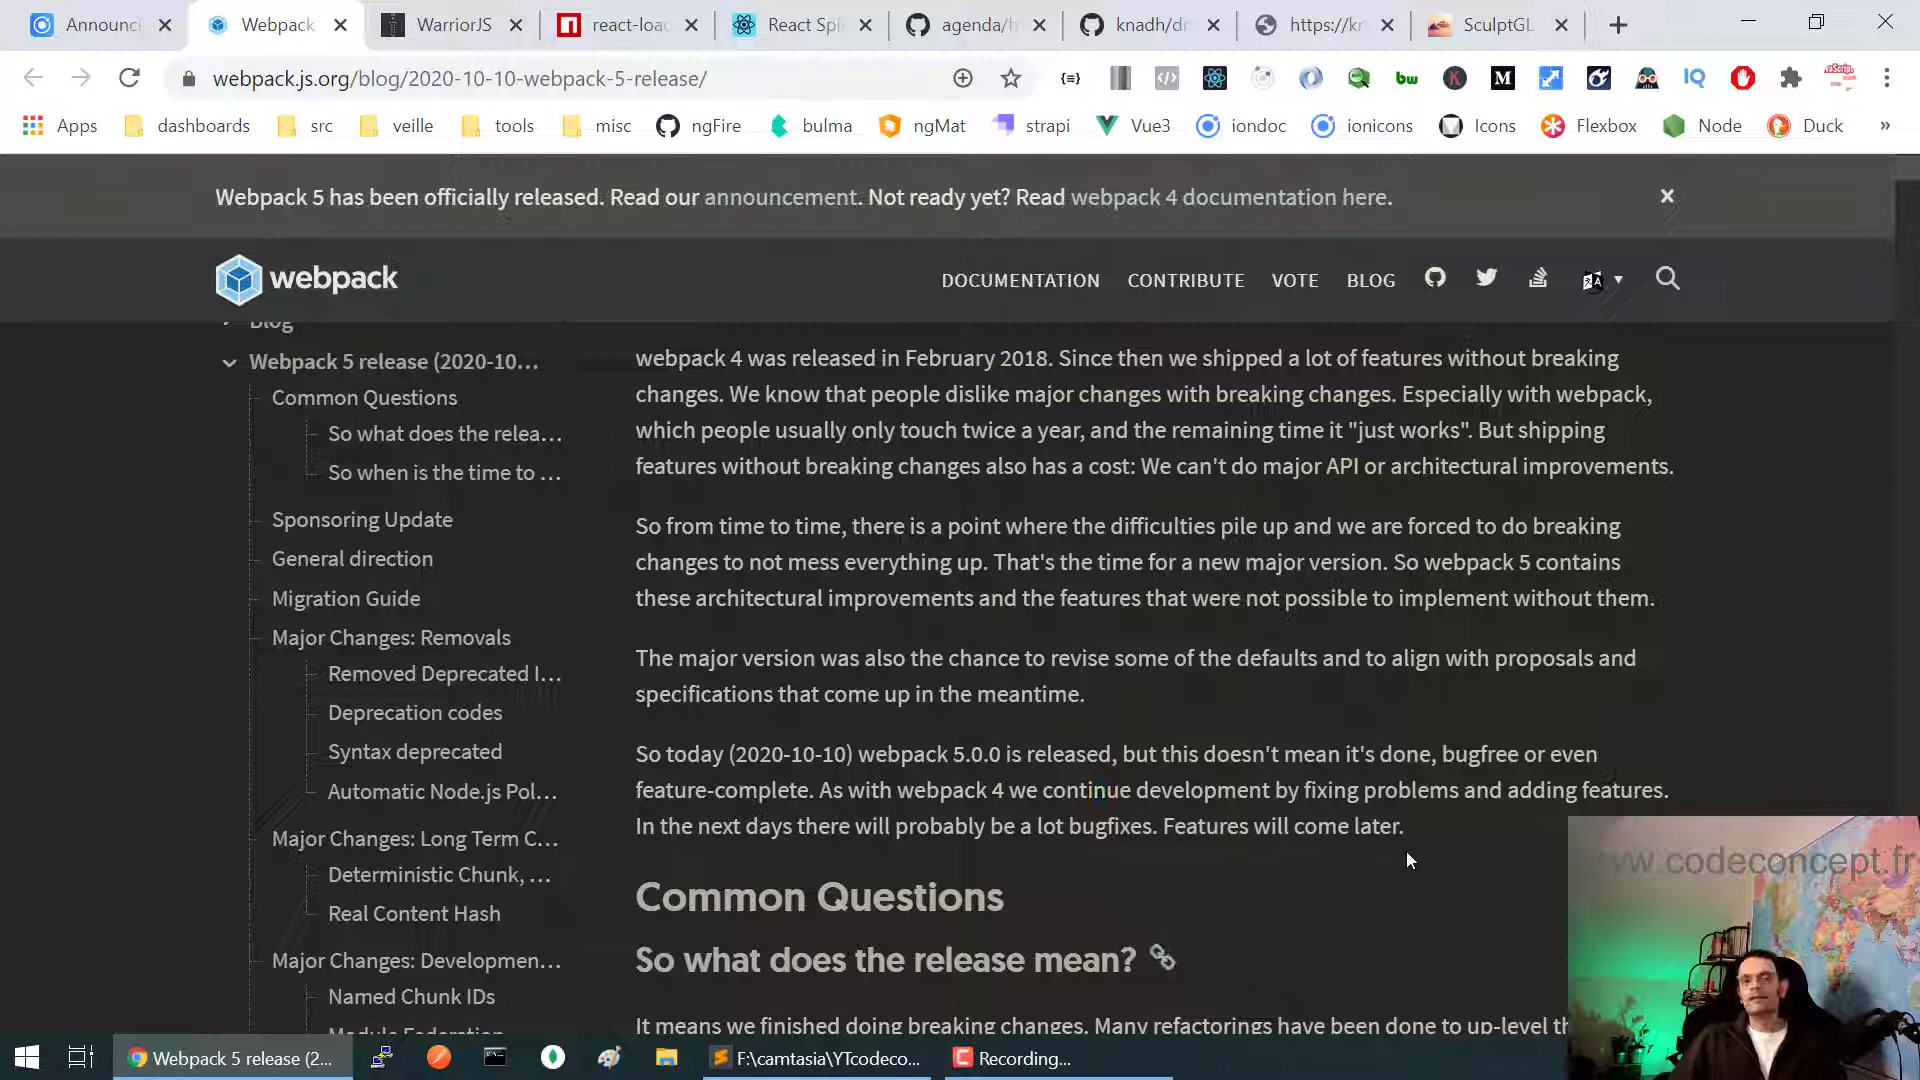 Announc
Webpack
WarriorJS
react-loa
React Spi
agenda/h
knadh/dr
https://kn
SculptGL
webpack.js.org/blog/2020-10-10-webpack-5-release/
Apps
dashboards
src
veille
tools
misc
ngFire
bulma
ngMat
strapi
Vue3
iondoc
ionicons
Icons
Flexbox
Node
Duck
»
Webpack 5 has been officially released. Read our announcement. Not ready yet? Read webpack 4 documentation here.
webpack
DOCUMENTATION
CONTRIBUTE
VOTE
BLOG
Blog
Webpack 5 release (2020-10...
Common Questions
So what does the relea...
So when is the time to ...
Sponsoring Update
General direction
Migration Guide
Major Changes: Removals
Removed Deprecated I...
Deprecation codes
Syntax deprecated
Automatic Node.js Pol...
Major Changes: Long Term C...
Deterministic Chunk, ...
Real Content Hash
Major Changes: Developmen...
Named Chunk IDs
Module Federation
webpack 4 was released in February 2018. Since then we shipped a lot of features without breaking
changes. We know that people dislike major changes with breaking changes. Especially with webpack,
which people usually only touch twice a year, and the remaining time it "just works". But shipping
features without breaking changes also has a cost: We can't do major API or architectural improvements.
So from time to time, there is a point where the difficulties pile up and we are forced to do breaking
changes to not mess everything up. That's the time for a new major version. So webpack 5 contains
these architectural improvements and the features that were not possible to implement without them.
The major version was also the chance to revise some of the defaults and to align with proposals and
specifications that come up in the meantime.
So today (2020-10-10) webpack 5.0.0 is released, but this doesn't mean it's done, bugfree or even
feature-complete. As with webpack 4 we continue development by fixing problems and adding features.
In the next days there will probably be a lot bugfixes. Features will come later.
Common Questions
So what does the release mean?
It means we finished doing breaking changes. Many refactorings have been done to up-level th
www.codeconcept.fr
Webpack 5 release (2...
F:\camtasia\YTcodeco...
Recording...